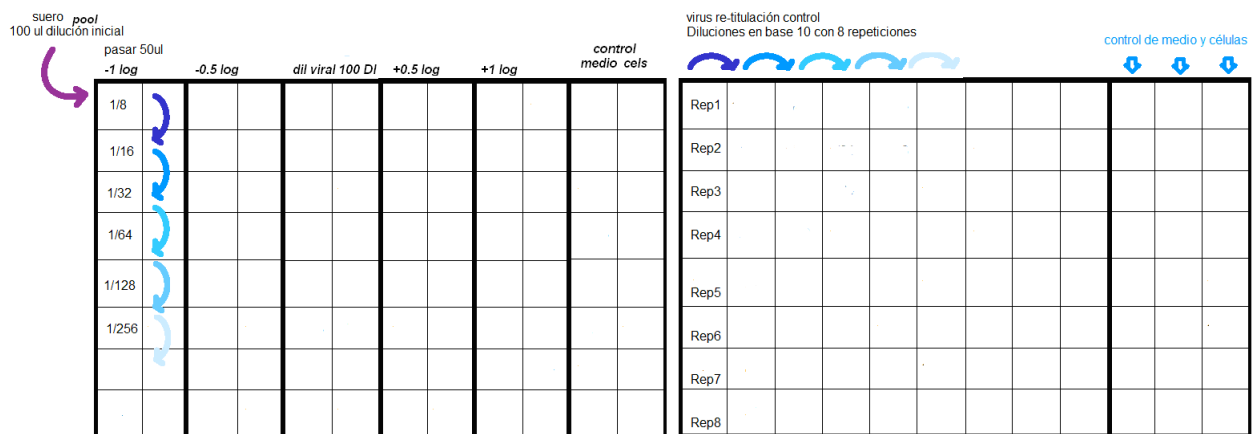 suero pool
100 ul dilución inicial
pasar 50ul
-1 log -0.5 log dil viral 100 DI +0.5 log +1 log
control
medio cels
1/8
1/16
1/32
1/64
1/128
1/256
virus re-titulación control
Diluciones en base 10 con 8 repeticiones
control de medio y células
Rep1
Rep2
Rep3
Rep4
Rep5
Rep6
Rep7
Rep8